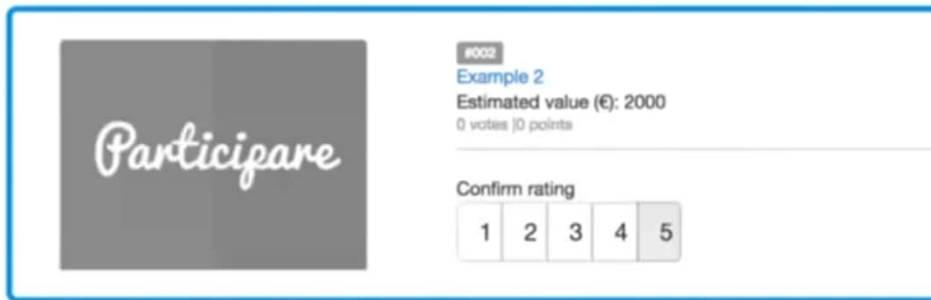 Participare
#002
Example 2
Estimated value (€): 2000
0 votes |0 points
Confirm rating
1 2 3 4 5